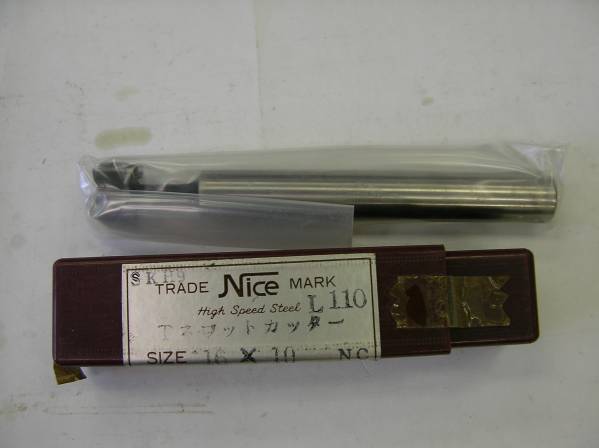 SKH9
TRADE Nice MARK
High Speed Steel L110
Tスロットカッター
SIZE 16 X 10 NC